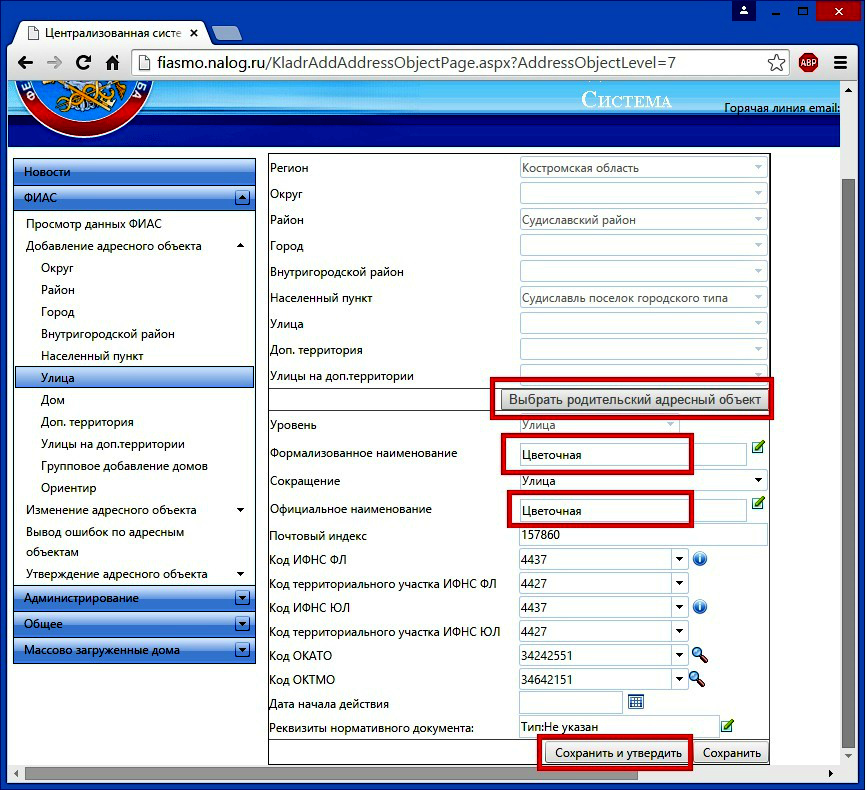 Централизованная систе
fiasmo.nalog.ru/KladrAddAddressObjectPage.aspx?AddressObjectLevel=7
ABP
ФЕ
БА
Система
Горячая линия email:
Новости
ФИАС
Просмотр данных ФИАС
Добавление адресного объекта
Округ
Район
Город
Внутригородской район
Населенный пункт
Улица
Дом
Доп. территория
Улицы на доп.территории
Групповое добавление домов
Ориентир
Изменение адресного объекта
Вывод ошибок по адресным
объектам
Утверждение адресного объекта
Администрирование
Общее
Массово загруженные дома
Регион Костромская область
Округ
Район Судиславский район
Город
Внутригородской район
Населенный пункт Судиславль поселок городского типа
Улица
Доп. территория
Улицы на доп.территории
Выбрать родительский адресный объект
Уровень Улица
Формализованное наименование Цветочная
Сокращение Улица
Официальное наименование Цветочная
Почтовый индекс 157860
Код ИФНС ФЛ 4437
Код территориального участка ИФНС ФЛ 4427
Код ИФНС ЮЛ 4437
Код территориального участка ИФНС ЮЛ 4427
Код ОКАТО 34242551
Код ОКТМО 34642151
Дата начала действия
Реквизиты нормативного документа: Тип:Не указан
Сохранить и утвердить Сохранить